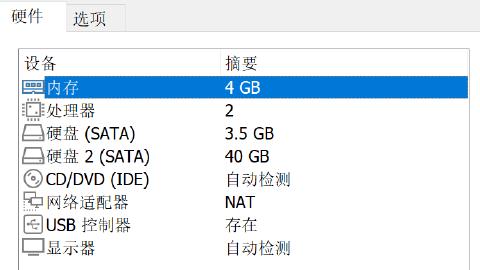 硬件 选项
设备 摘要
内存 4 GB
处理器 2
硬盘 (SATA) 3.5 GB
硬盘 2 (SATA) 40 GB
CD/DVD (IDE) 自动检测
网络适配器 NAT
USB 控制器 存在
显示器 自动检测